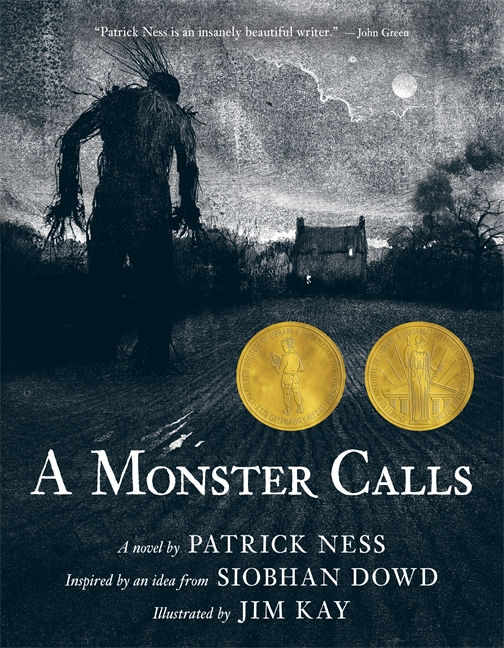 "Patrick Ness is an insanely beautiful writer." —John Green
A MONSTER CALLS
A novel by PATRICK NESS
Inspired by an idea from SIOBHAN DOWD
Illustrated by JIM KAY